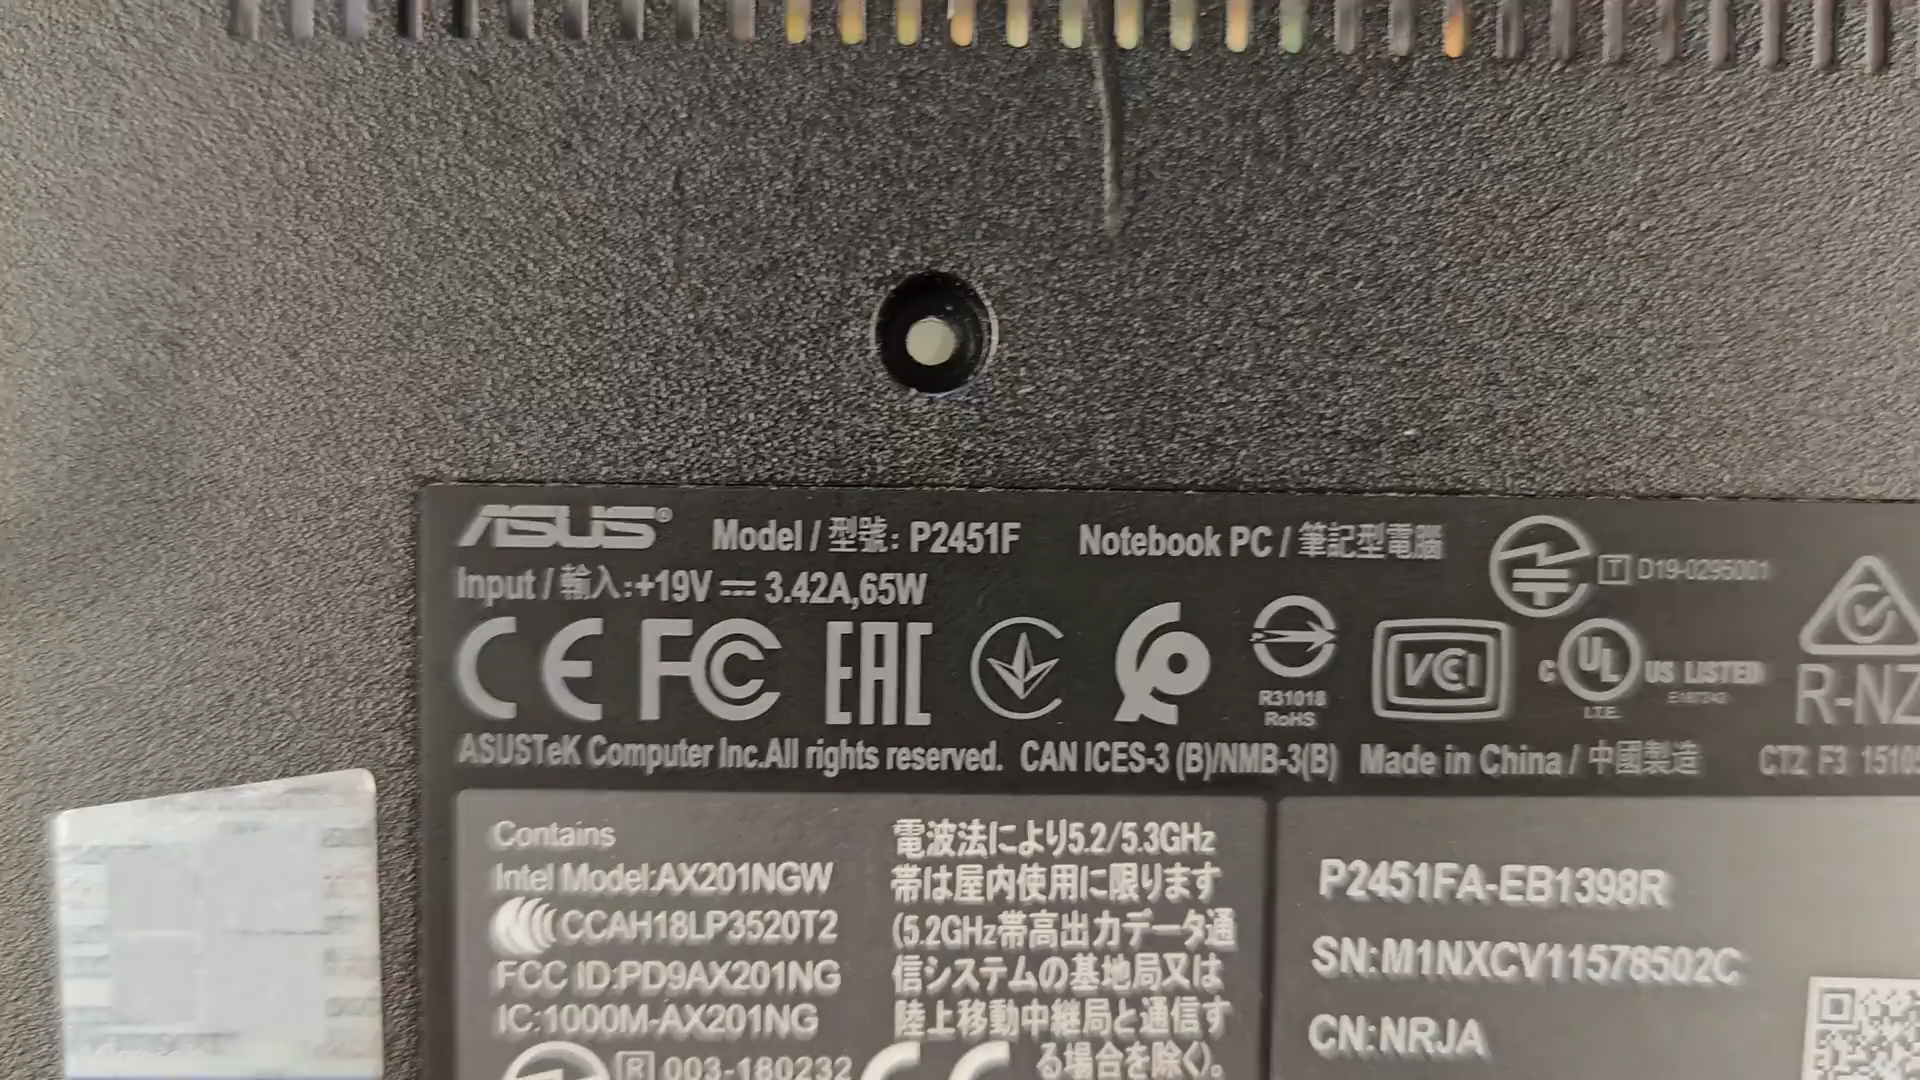 ASUS® Model / 型號: P2451F Notebook PC / 筆記型電腦
T D19-0295001
Input / 輸入:+19V ⎓ 3.42A,65W
CE FC EAC
R31018
RoHS
VCI
C UL US LISTED
I.T.E.
R-NZ
ASUSTeK Computer Inc.All rights reserved. CAN ICES-3 (B)/NMB-3(B) Made in China / 中國製造 CTZ F3 15105
Contains
Intel Model:AX201NGW
CCAH18LP3520T2
FCC ID:PD9AX201NG
IC:1000M-AX201NG
R 003-180232
電波法により5.2/5.3GHz
帯は屋内使用に限ります
(5.2GHz帯高出力データ通
信システムの基地局又は
陸上移動中継局と通信す
る場合を除く)。
P2451FA-EB1398R
SN:M1NXCV11578502C
CN:NRJA